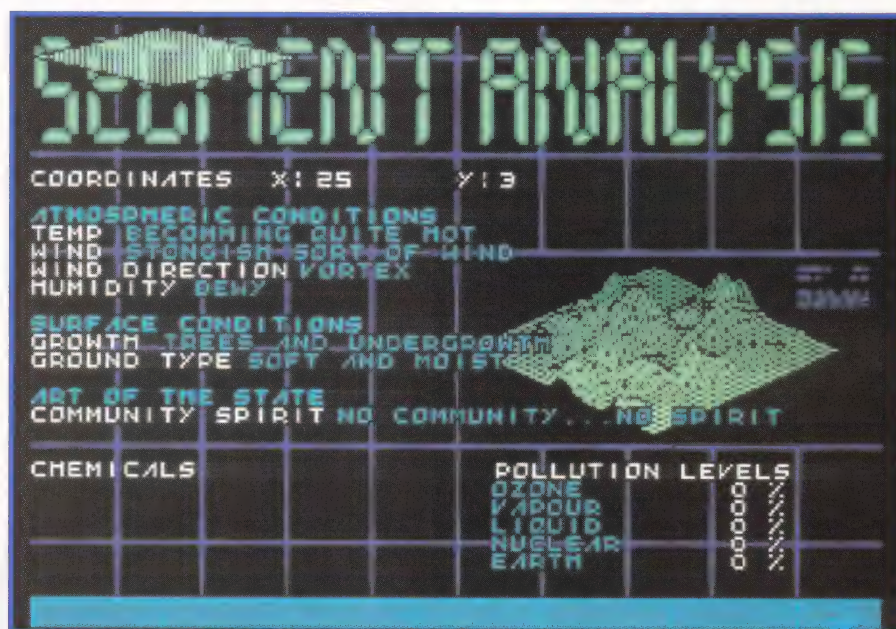 SEGMENT ANALYSIS
COORDINATES X: 25 Y: 3
ATMOSPHERIC CONDITIONS
TEMP BECOMMING QUITE HOT
WIND STONGISH SORT OF WIND
WIND DIRECTION VORTEX
HUMIDITY DEWY
SURFACE CONDITIONS
GROWTH TREES AND UNDERGROWTH
GROUND TYPE SOFT AND MOIST
ART OF THE STATE
COMMUNITY SPIRIT NO COMMUNITY...NO SPIRIT
CHEMICALS
POLLUTION LEVELS
OZONE 0 %
VAPOUR 0 %
LIQUID 0 %
NUCLEAR 0 %
EARTH 0 %